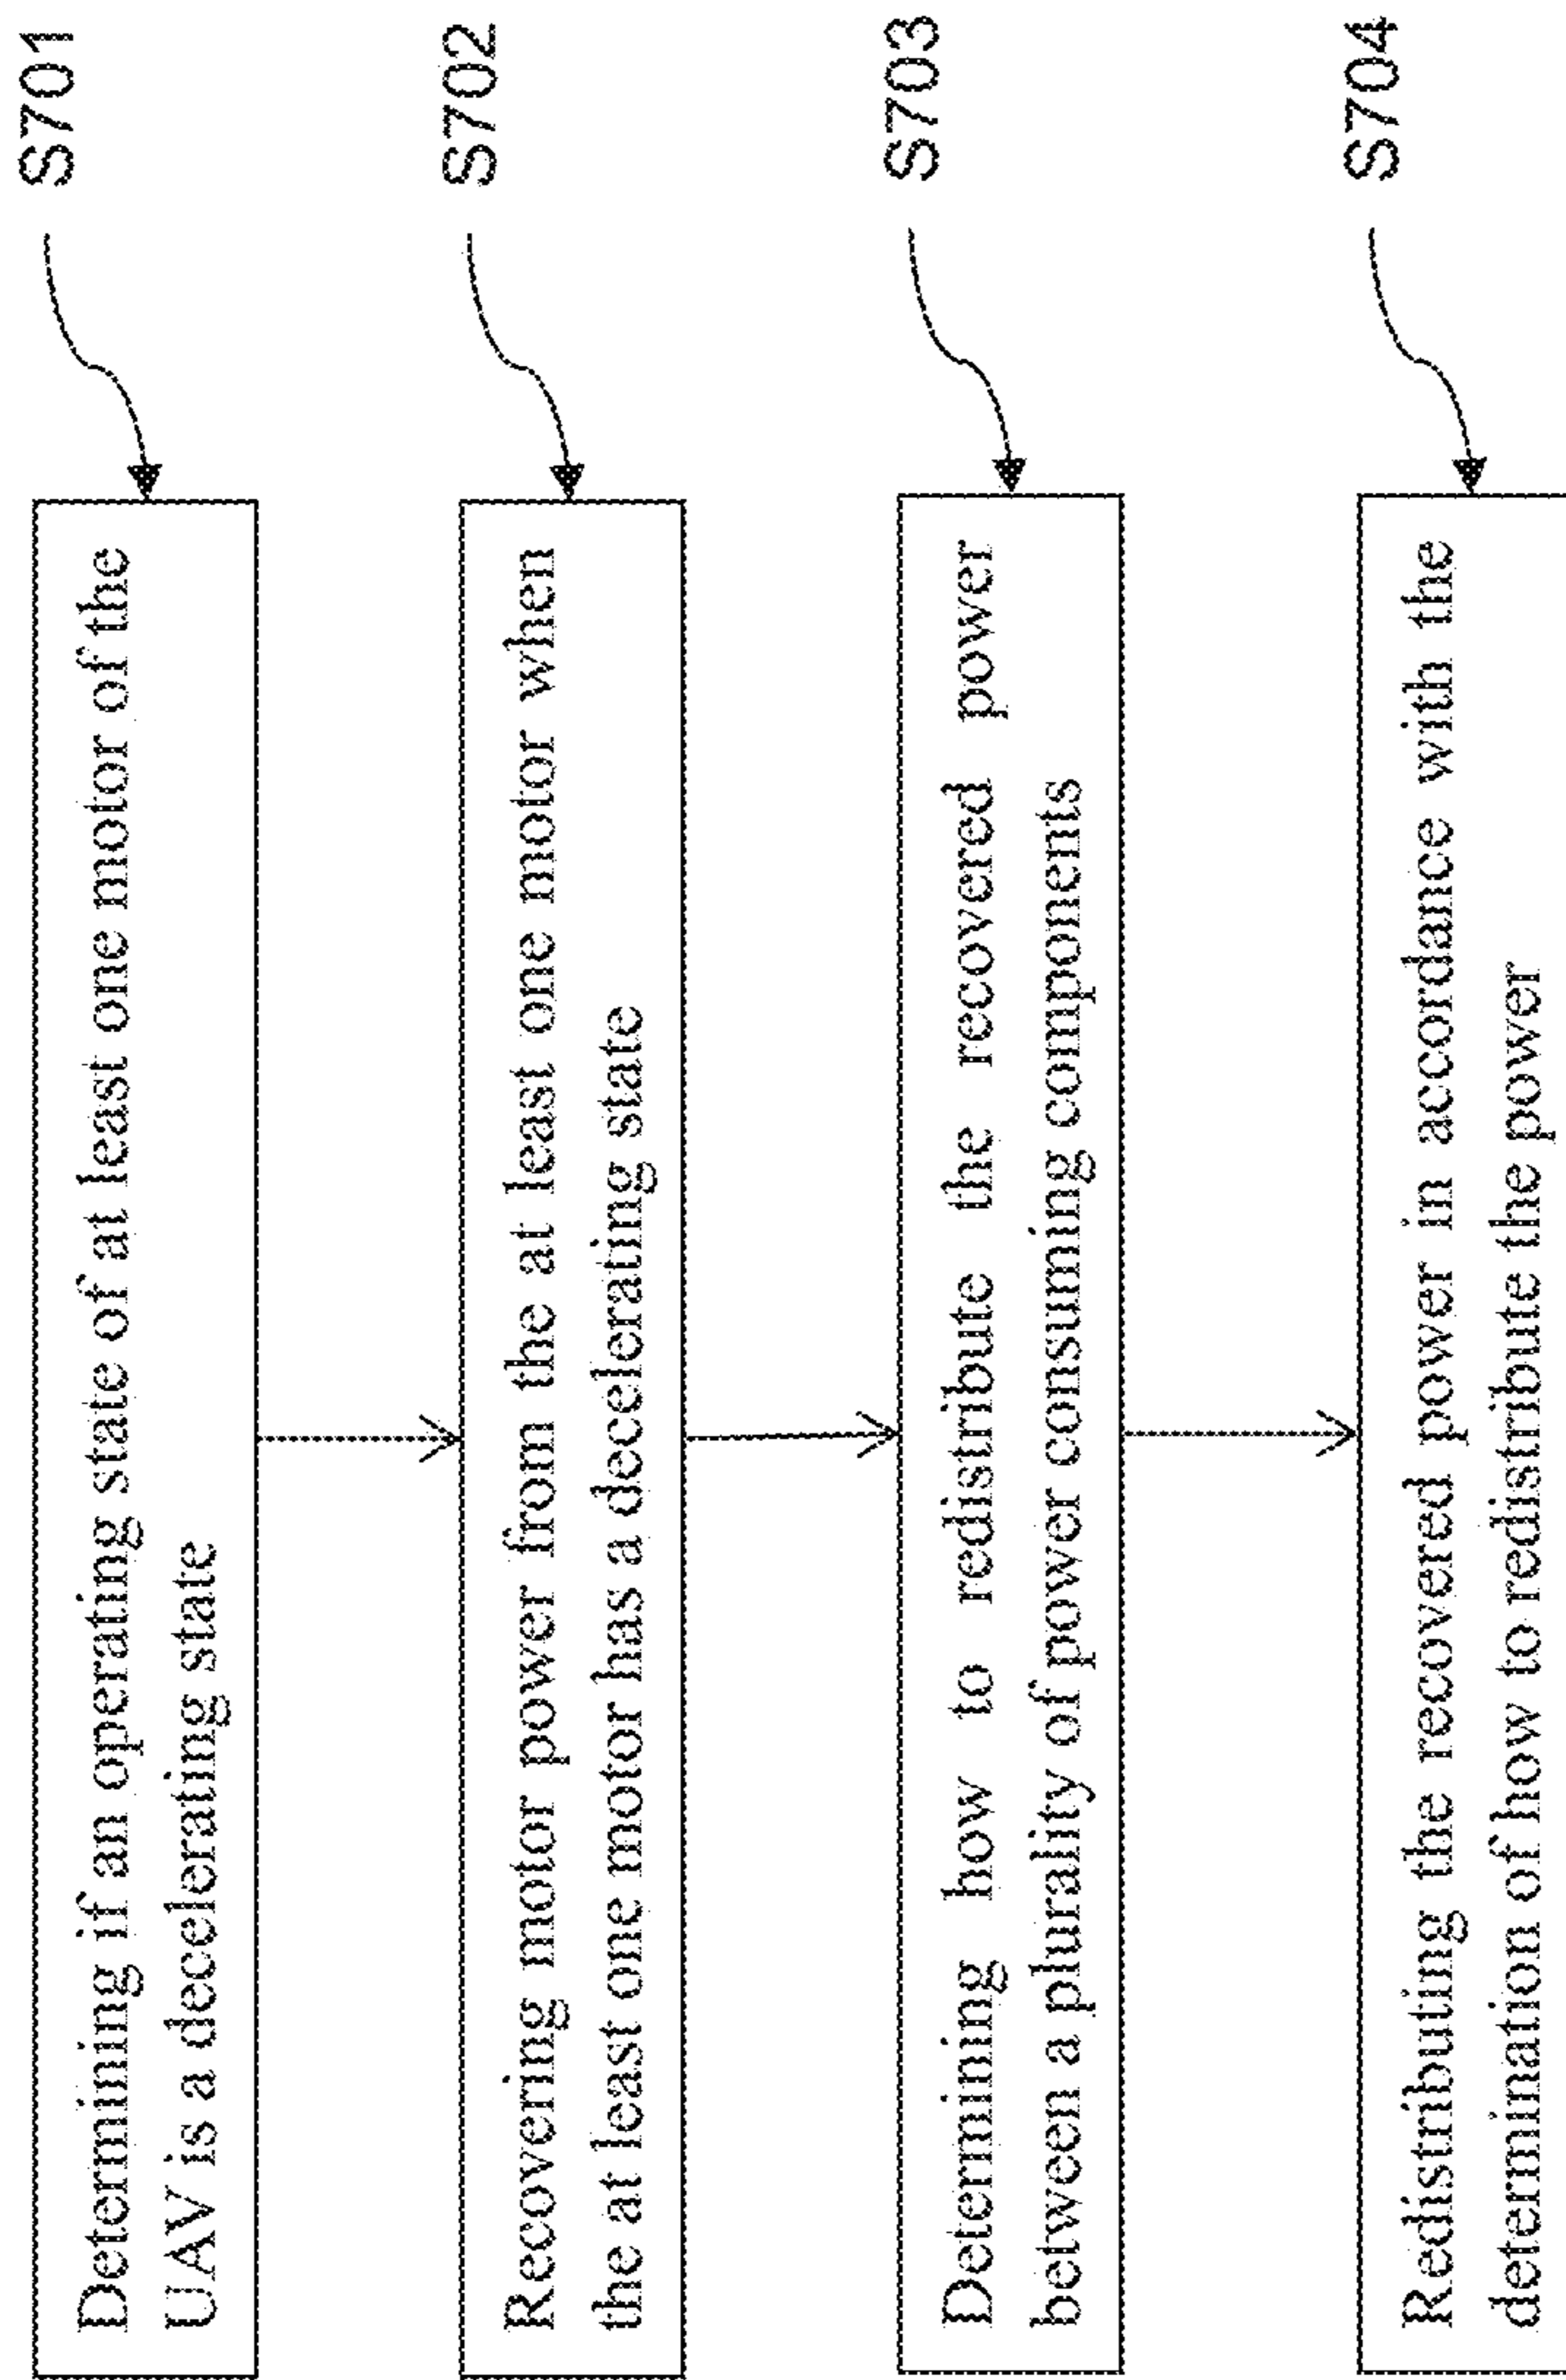 Determining if an operating state of at least one motor of the
UAV is a decelerating state
S701
Recovering motor power from the at least one motor when
the at least one motor has a decelerating state
S702
Determining how to redistribute the recovered power
between a plurality of power consuming components
S703
Redistributing the recovered power in accordance with the
determination of how to redistribute the power
S704